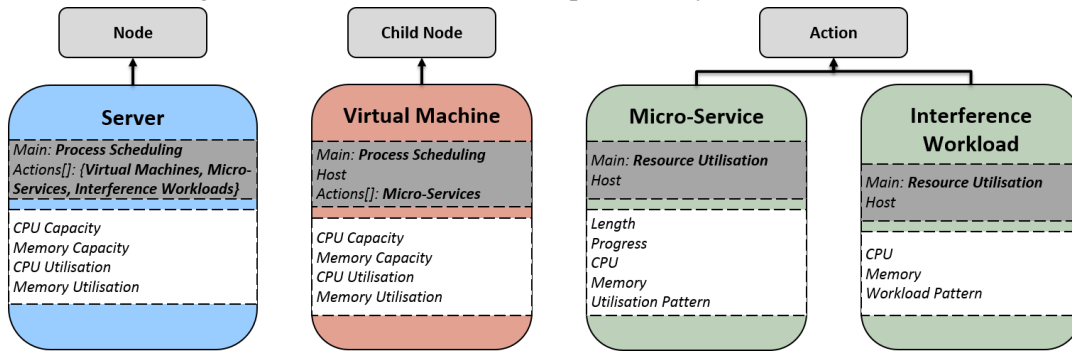 Node
Child Node
Action
Server
Main: Process Scheduling
Actions[]: {Virtual Machines, Micro-
Services, Interference Workloads}
CPU Capacity
Memory Capacity
CPU Utilisation
Memory Utilisation
Virtual Machine
Main: Process Scheduling
Host
Actions[]: Micro-Services
CPU Capacity
Memory Capacity
CPU Utilisation
Memory Utilisation
Micro-Service
Main: Resource Utilisation
Host
Length
Progress
CPU
Memory
Utilisation Pattern
Interference
Workload
Main: Resource Utilisation
Host
CPU
Memory
Workload Pattern